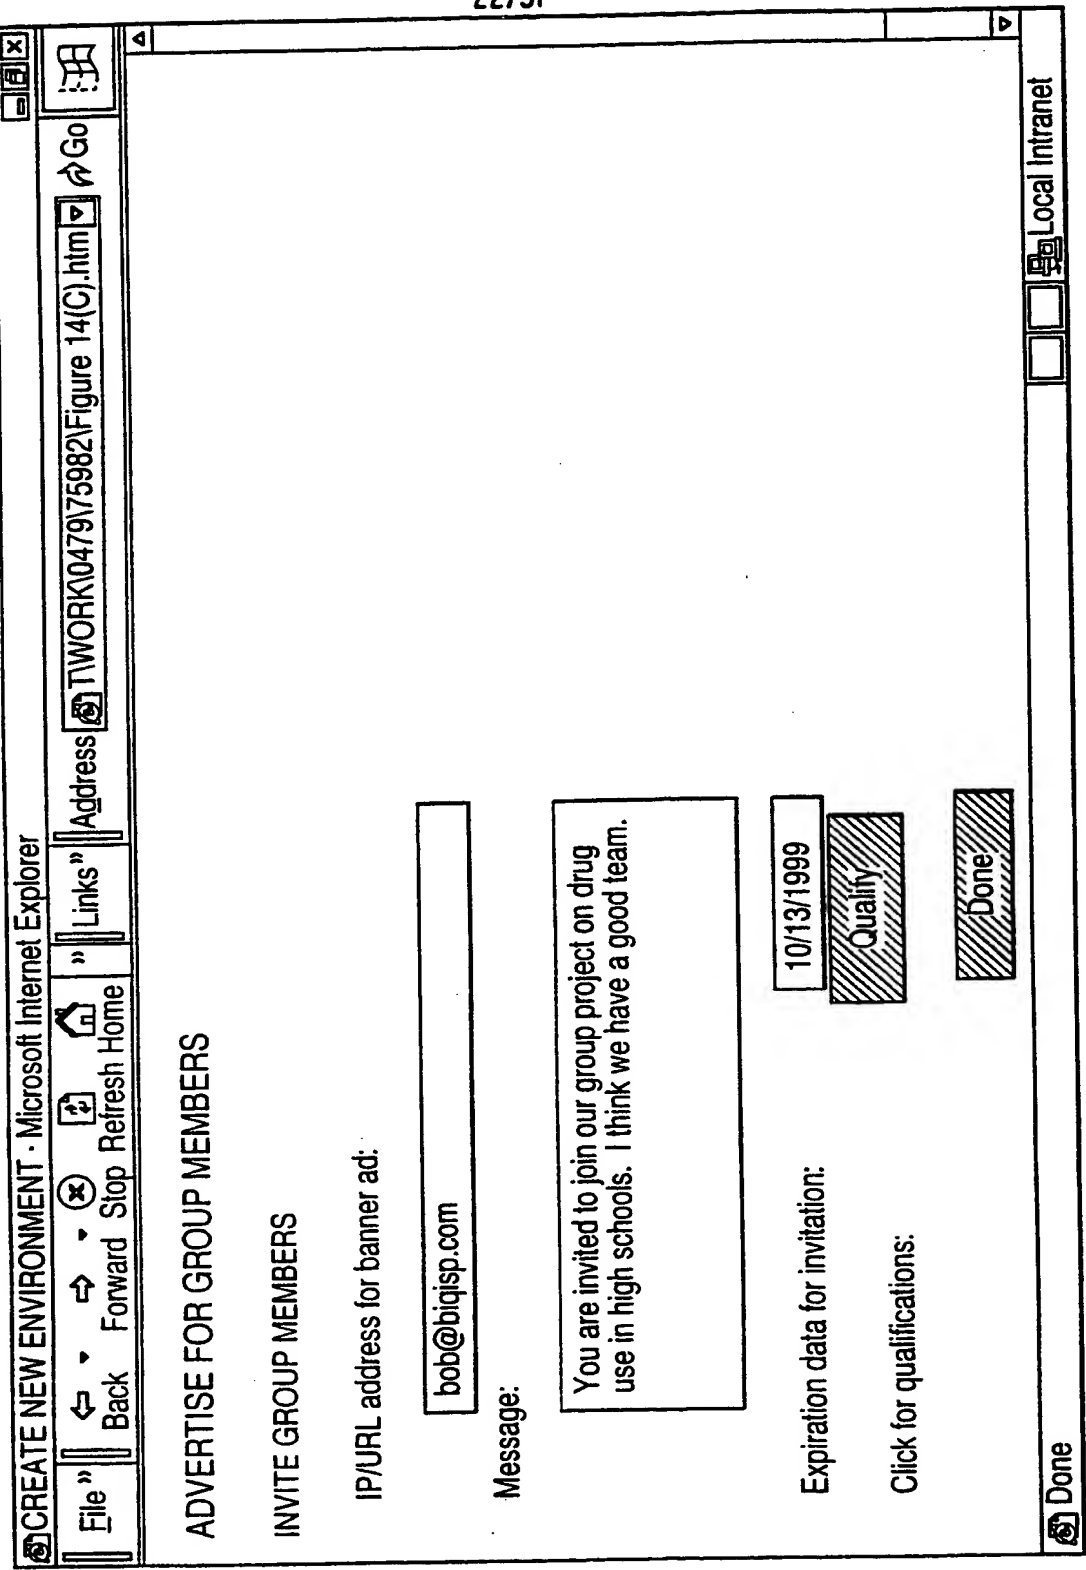 CREATE NEW ENVIRONMENT - Microsoft Internet Explorer
File »
Back Forward Stop Refresh Home » Links» Address T\WORK\0479\75982\Figure 14(C).htm Go
ADVERTISE FOR GROUP MEMBERS
INVITE GROUP MEMBERS
IP/URL address for banner ad:
bob@biqisp.com
Message:
You are invited to join our group project on drug
use in high schools. I think we have a good team.
Expiration data for invitation: 10/13/1999
Click for qualifications: Qualify
Done
Done Local Intranet